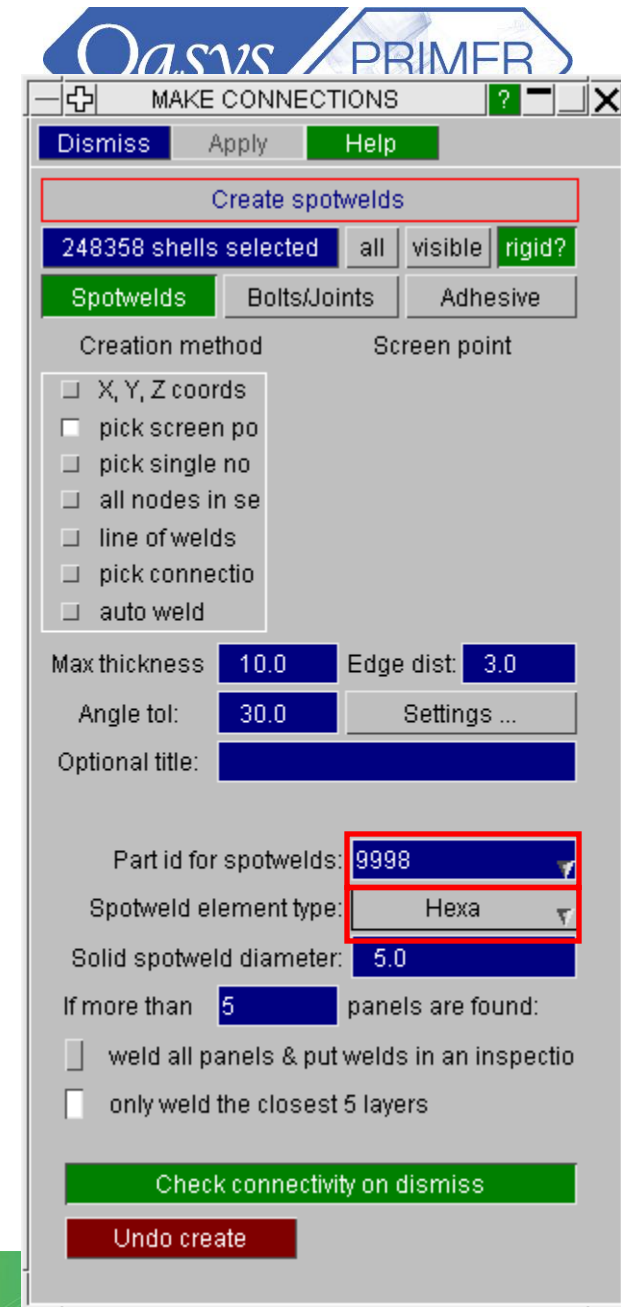 Oasys PRIMER
MAKE CONNECTIONS ?
Dismiss Apply Help
Create spotwelds
248358 shells selected all visible rigid?
Spotwelds Bolts/Joints Adhesive
Creation method Screen point
X, Y, Z coords
pick screen po
pick single no
all nodes in se
line of welds
pick connectio
auto weld
Max thickness 10.0 Edge dist: 3.0
Angle tol: 30.0 Settings ...
Optional title:
Part id for spotwelds: 9998
Spotweld element type: Hexa
Solid spotweld diameter: 5.0
If more than 5 panels are found:
weld all panels & put welds in an inspectio
only weld the closest 5 layers
Check connectivity on dismiss
Undo create